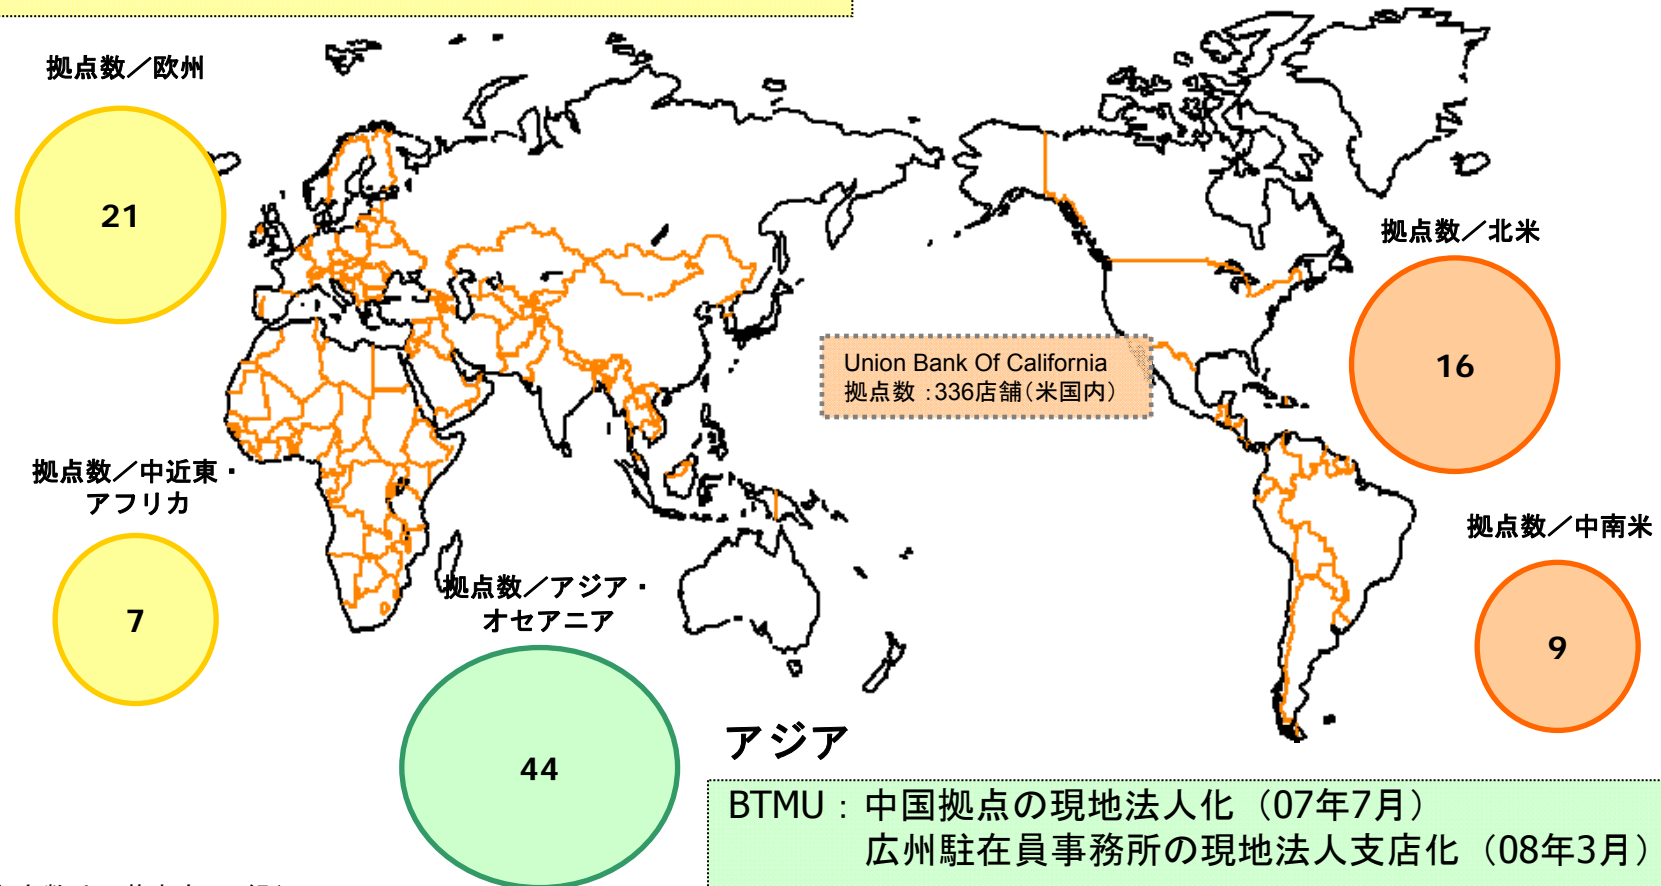 拠点数／欧州
21
拠点数／北米
16
Union Bank Of California
拠点数：336店舗（米国内）
拠点数／中近東・
アフリカ
7
拠点数／中南米
9
拠点数／アジア・
オセアニア
44
アジア
BTMU：中国拠点の現地法人化（07年7月）
広州駐在員事務所の現地法人支店化（08年3月）